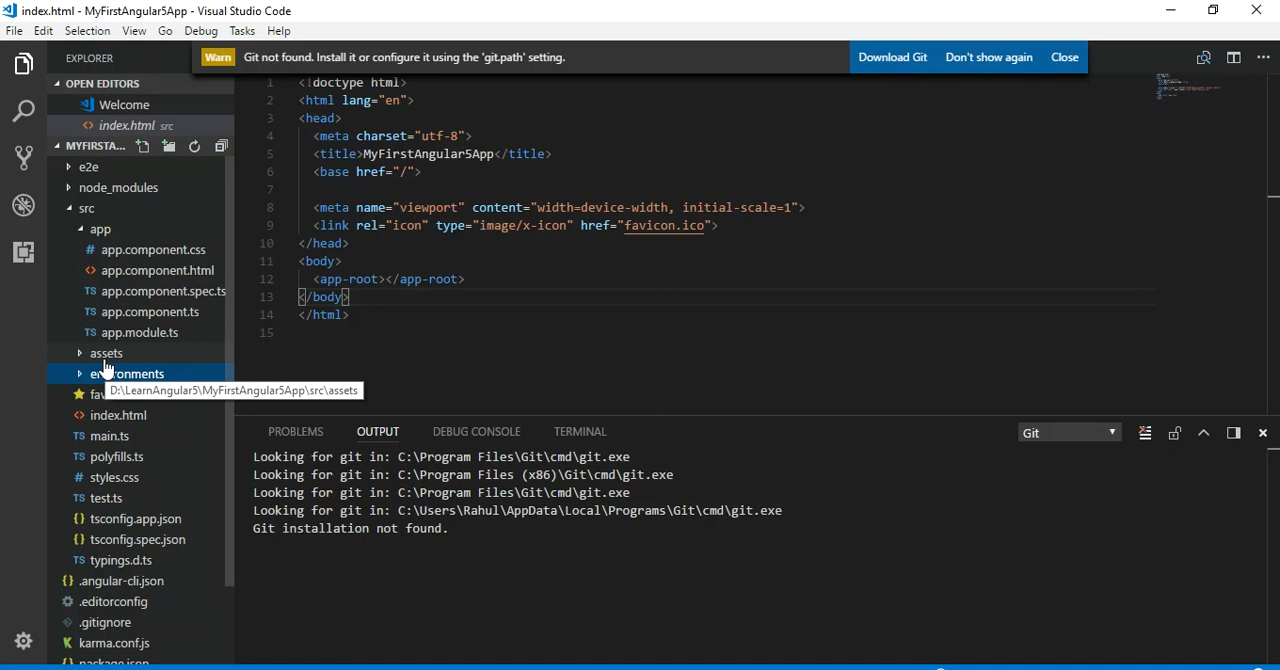 index.html - MyFirstAngular5App - Visual Studio Code
File Edit Selection View Go Debug Tasks Help
EXPLORER
Warn Git not found. Install it or configure it using the 'git.path' setting. Download Git Don't show again Close
OPEN EDITORS
Welcome
index.html src
MYFIRSTA...
e2e
node_modules
src
app
app.component.css
app.component.html
TS app.component.spec.ts
TS app.component.ts
TS app.module.ts
assets
D:\LearnAngular5\MyFirstAngular5App\src\assets
index.html
TS main.ts
TS polyfills.ts
# styles.css
TS test.ts
{} tsconfig.app.json
{} tsconfig.spec.json
TS typings.d.ts
{} .angular-cli.json
.editorconfig
.gitignore
K karma.conf.js
{} package.json
1 <!doctype html>
2 <html lang="en">
3 <head>
4 <meta charset="utf-8">
5 <title>MyFirstAngular5App</title>
6 <base href="/">
7
8 <meta name="viewport" content="width=device-width, initial-scale=1">
9 <link rel="icon" type="image/x-icon" href="favicon.ico">
10 </head>
11 <body>
12 <app-root></app-root>
13 </body>
14 </html>
15
PROBLEMS OUTPUT DEBUG CONSOLE TERMINAL Git
Looking for git in: C:\Program Files\Git\cmd\git.exe
Looking for git in: C:\Program Files (x86)\Git\cmd\git.exe
Looking for git in: C:\Program Files\Git\cmd\git.exe
Looking for git in: C:\Users\Rahul\AppData\Local\Programs\Git\cmd\git.exe
Git installation not found.